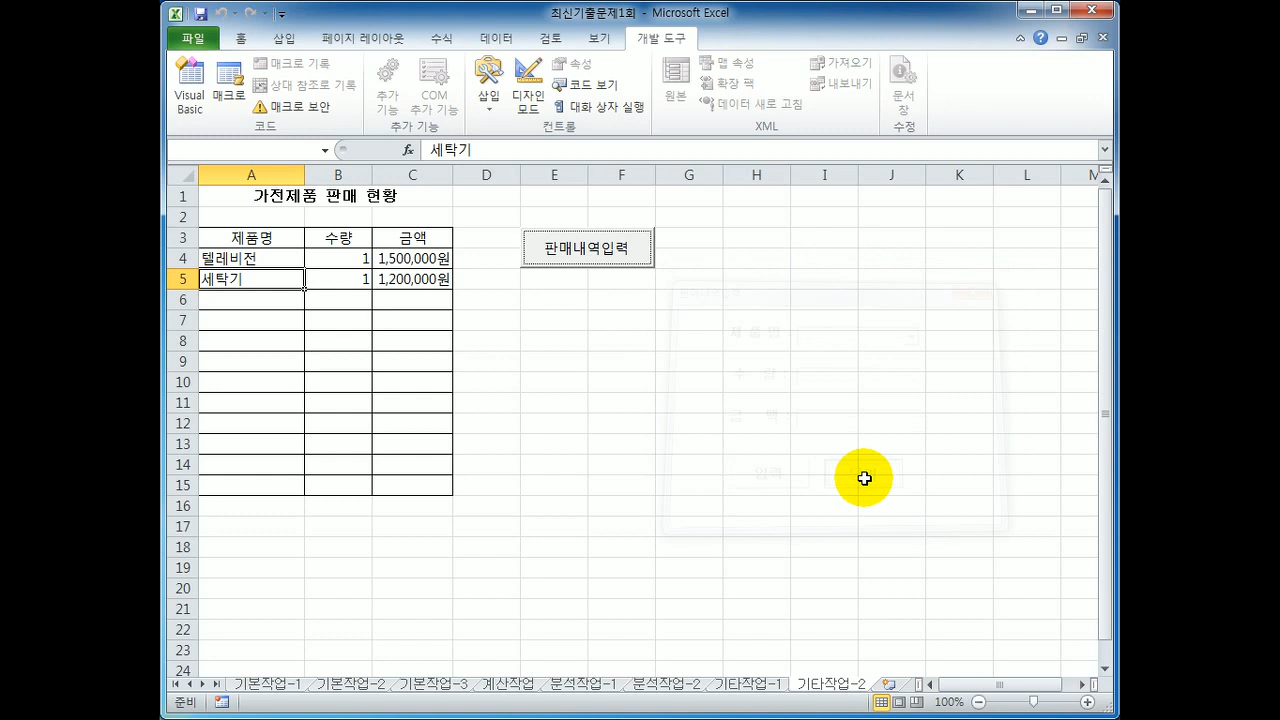 최신기출문제1회 - Microsoft Excel
파일 홈 삽입 페이지 레이아웃 수식 데이터 검토 보기 개발 도구
Visual Basic
매크로
매크로 기록
상대 참조로 기록
매크로 보안
코드
추가 기능
COM 추가 기능
추가 기능
삽입
디자인 모드
속성
코드 보기
대화 상자 실행
컨트롤
원본
맵 속성
확장 팩
데이터 새로 고침
가져오기
내보내기
XML
문서 창
수정
fx 세탁기
A B C D E F G H I J K L M
1 가전제품 판매 현황
2
3 제품명 수량 금액
판매내역입력
4 텔레비전 1 1,500,000원
5 세탁기 1 1,200,000원
6
7 제 품 명 :
8
9 수 량 :
10
11 금 액 :
12
13
14 입력
15
16
17
18
19
20
21
22
23
24
기본작업-1 기본작업-2 기본작업-3 계산작업 분석작업-1 분석작업-2 기타작업-1 기타작업-2
준비 100%